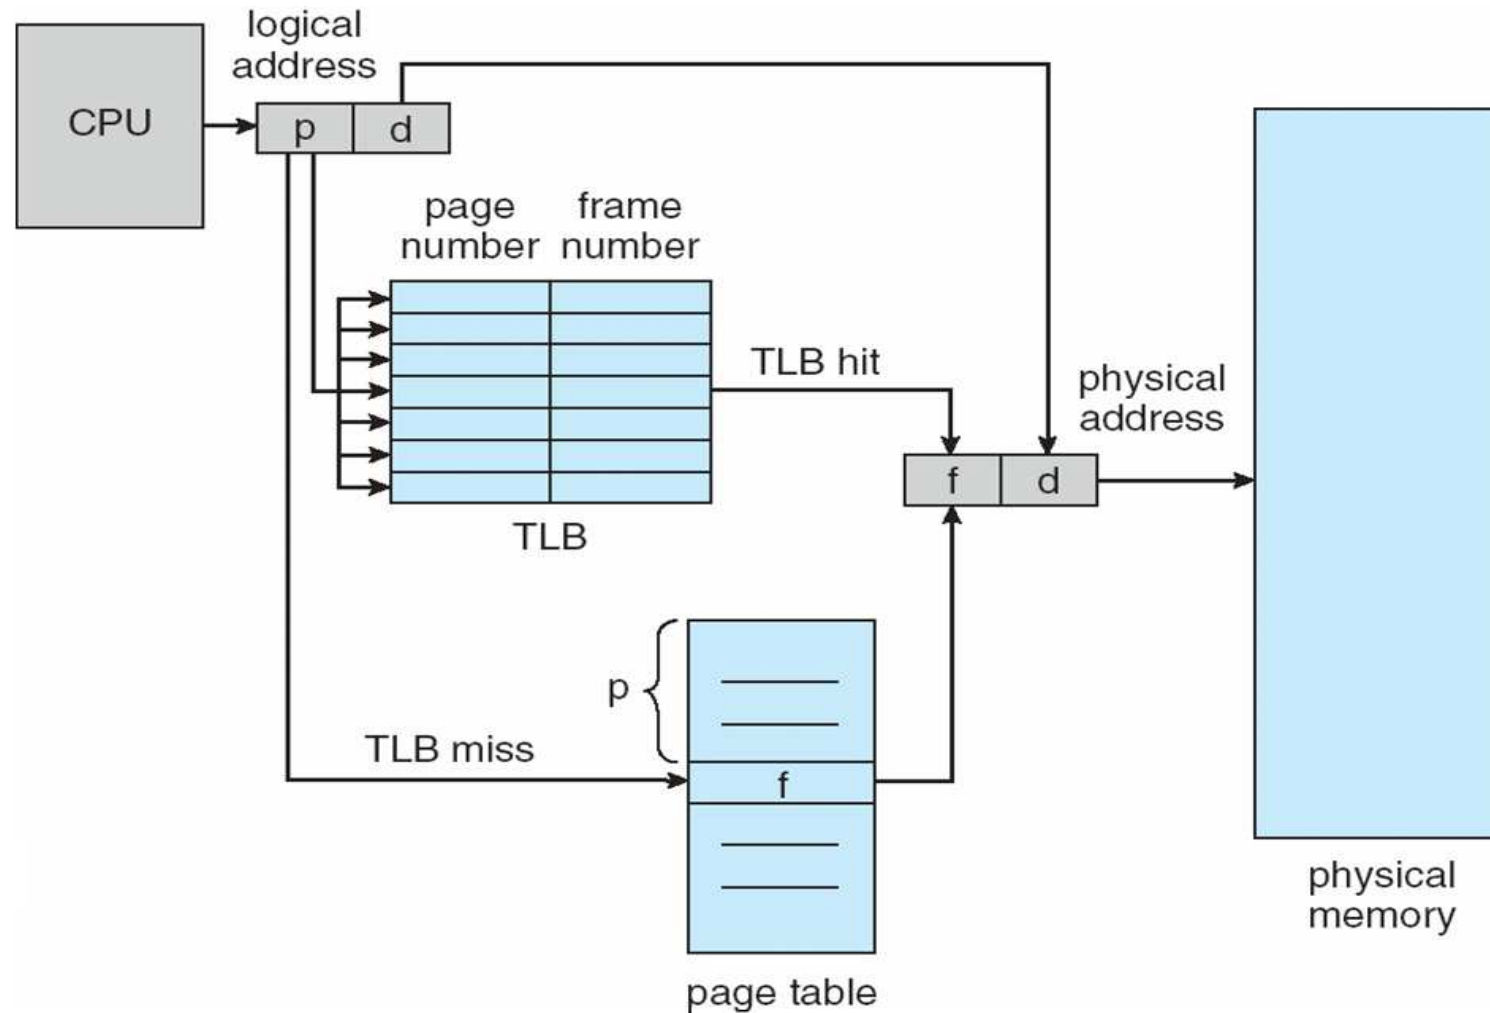 logical
address
CPU
p
d
page
number
frame
number
TLB hit
physical
address
f
d
TLB
p
TLB miss
f
physical
memory
page table